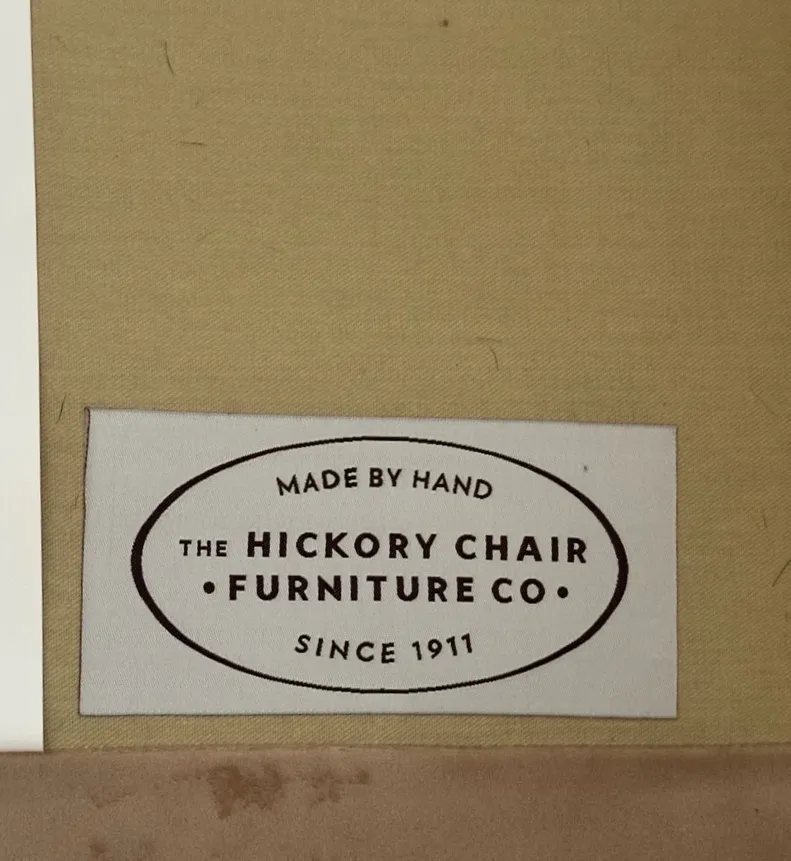 MADE BY HAND
THE HICKORY CHAIR
• FURNITURE CO •
SINCE 1911